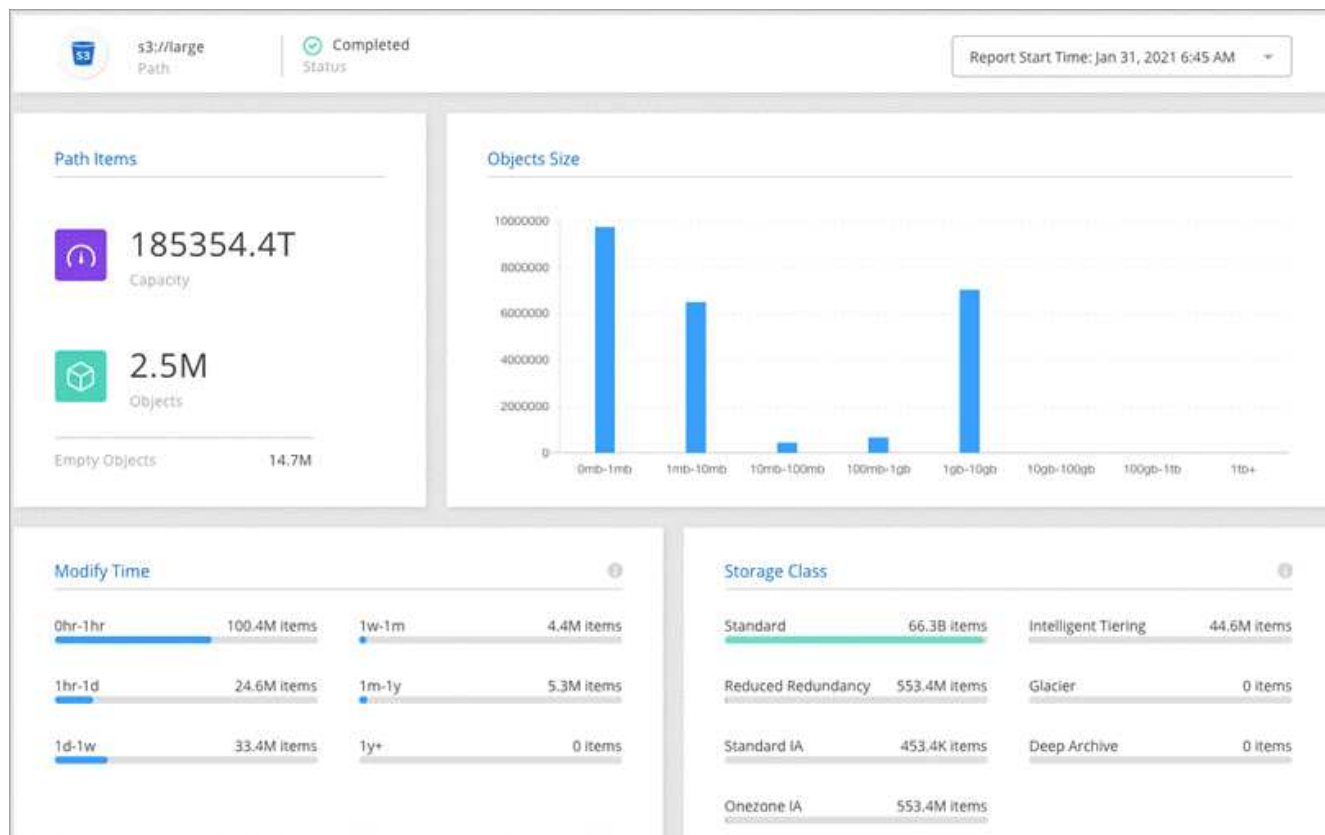 S3
s3://large
Path
Completed
Status
Report Start Time: Jan 31, 2021 6:45 AM
Path Items
185354.4T
Capacity
2.5M
Objects
Empty Objects 14.7M
Objects Size
10000000
8000000
6000000
4000000
2000000
0
0mb-1mb 1mb-10mb 10mb-100mb 100mb-1gb 1gb-10gb 10gb-100gb 100gb-1tb 1tb+
Modify Time
0hr-1hr 100.4M items 1w-1m 4.4M items
1hr-1d 24.6M items 1m-1y 5.3M items
1d-1w 33.4M items 1y+ 0 items
Storage Class
Standard 66.3B items Intelligent Tiering 44.6M items
Reduced Redundancy 553.4M items Glacier 0 items
Standard IA 453.4K items Deep Archive 0 items
Onezone IA 553.4M items